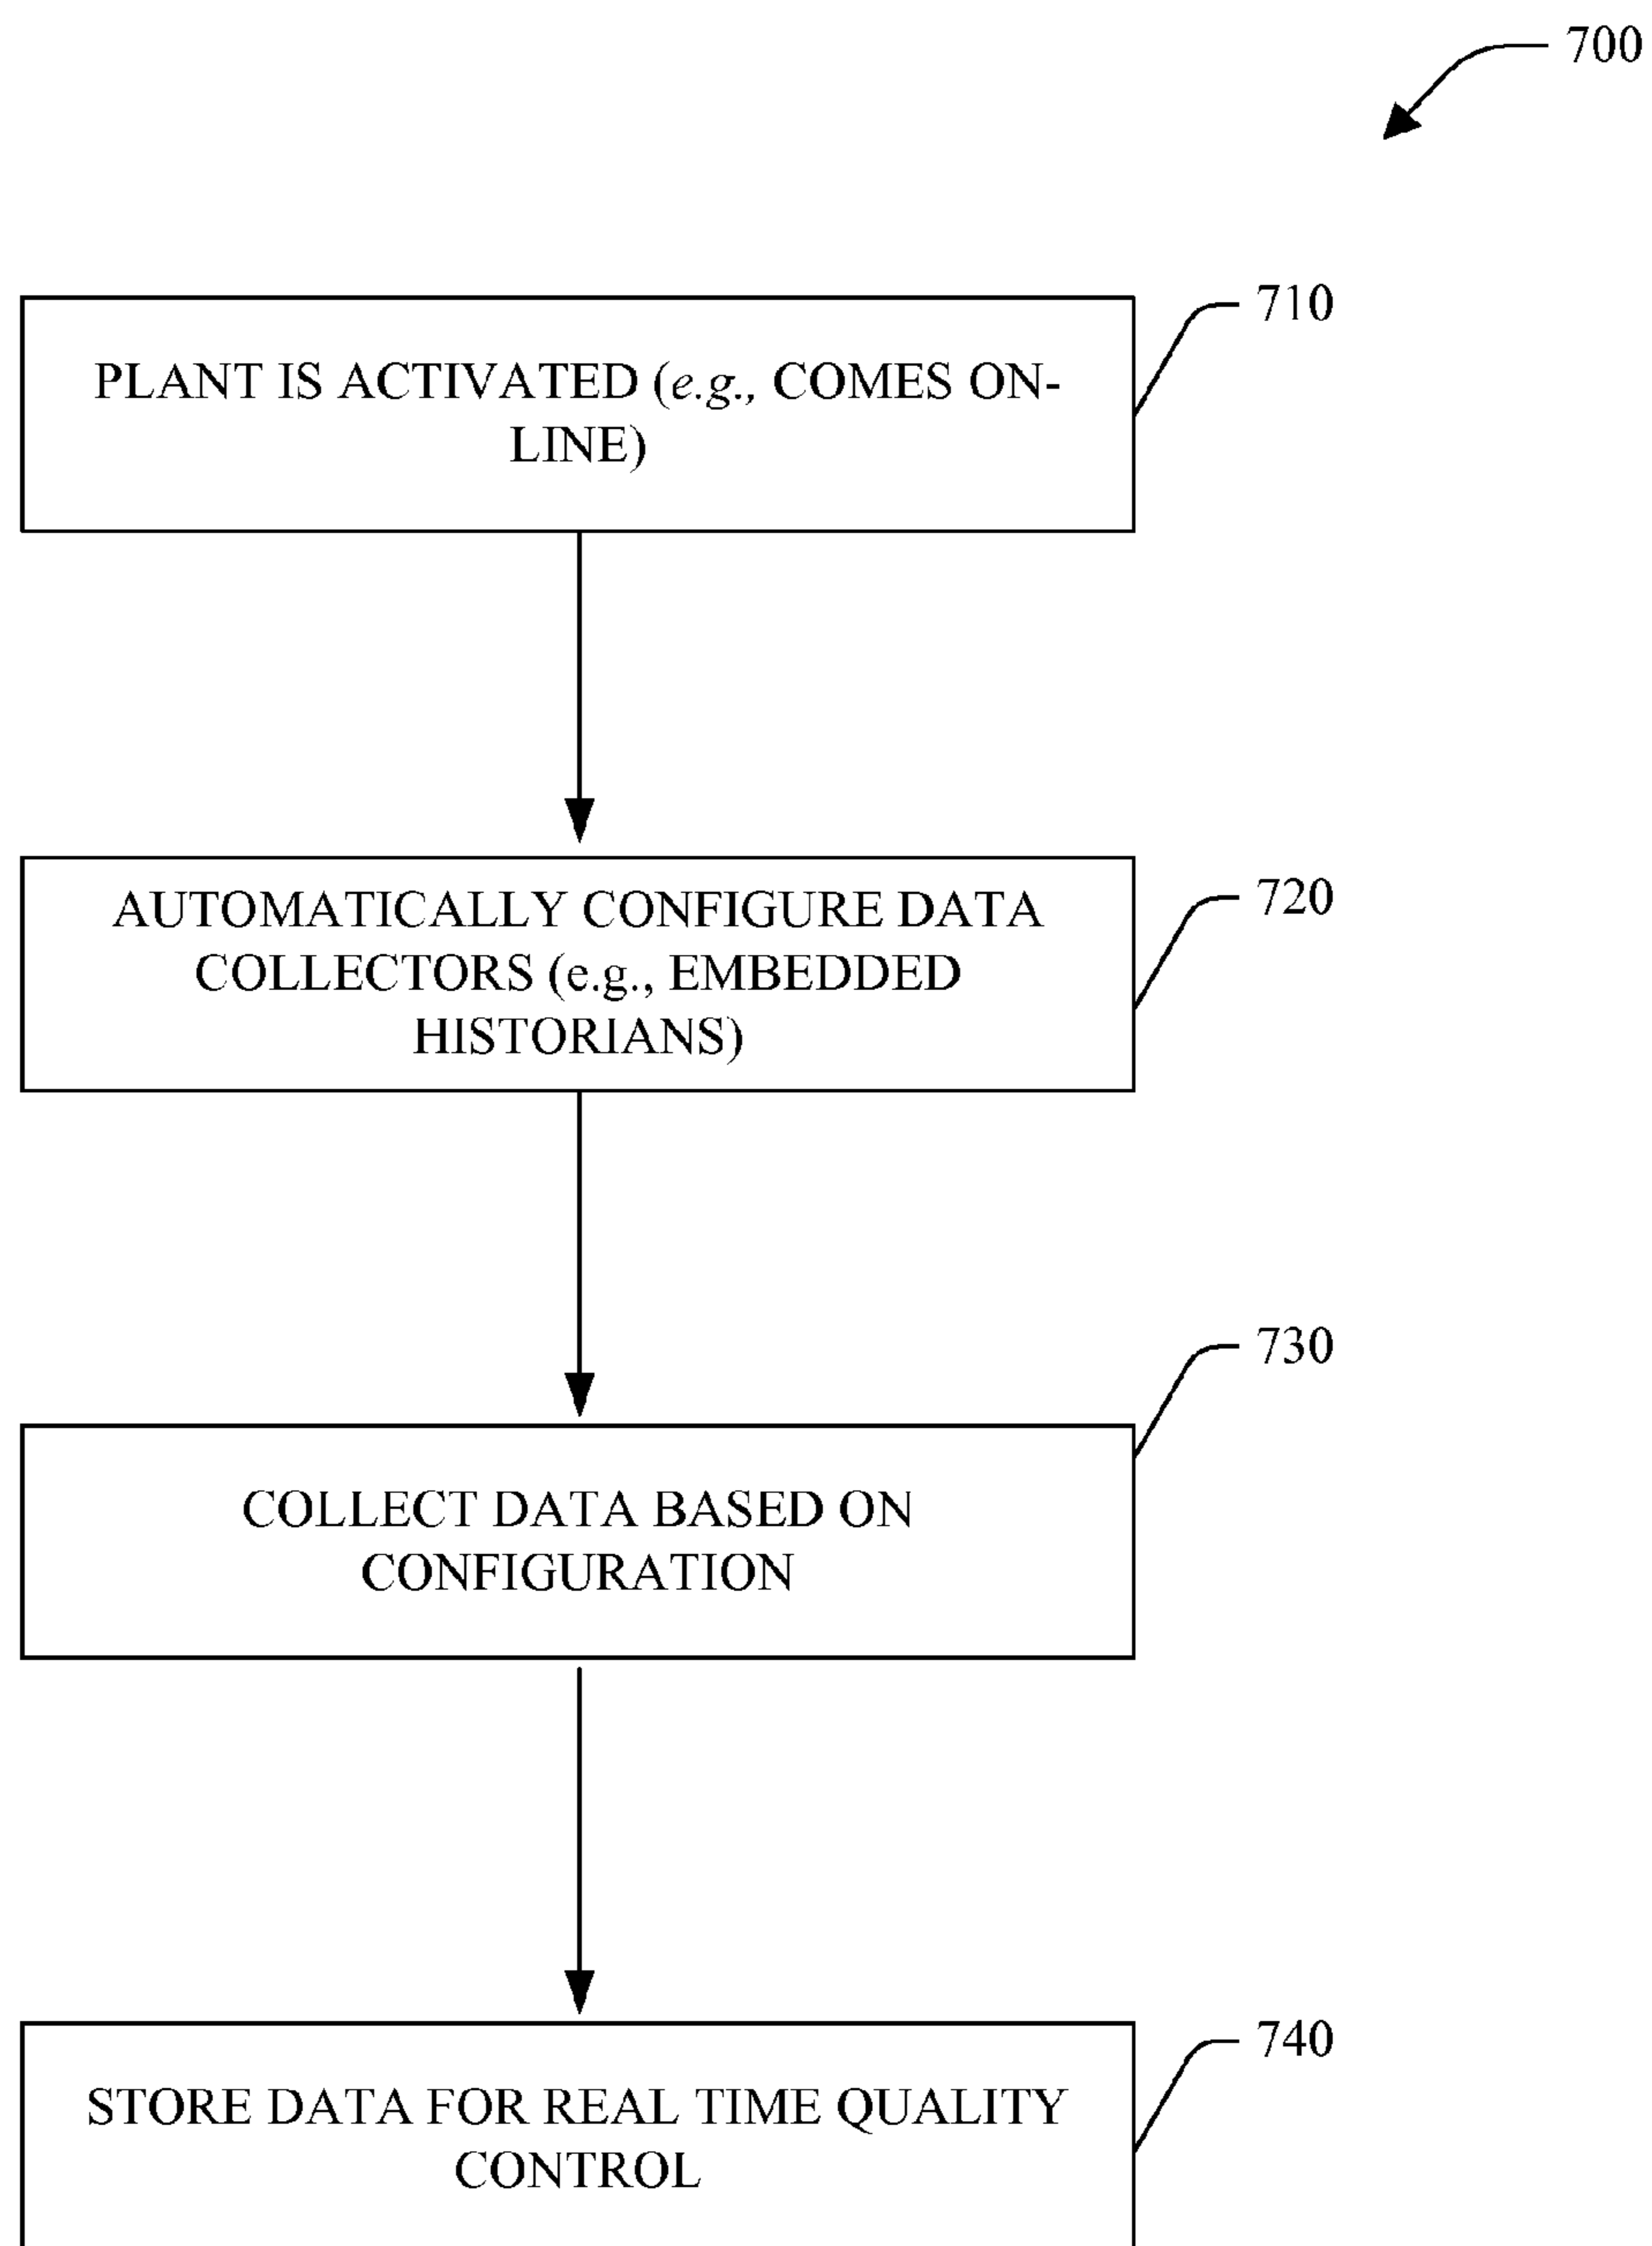 700
710
PLANT IS ACTIVATED (e.g., COMES ON-
LINE)
720
AUTOMATICALLY CONFIGURE DATA
COLLECTORS (e.g., EMBEDDED
HISTORIANS)
730
COLLECT DATA BASED ON
CONFIGURATION
740
STORE DATA FOR REAL TIME QUALITY
CONTROL